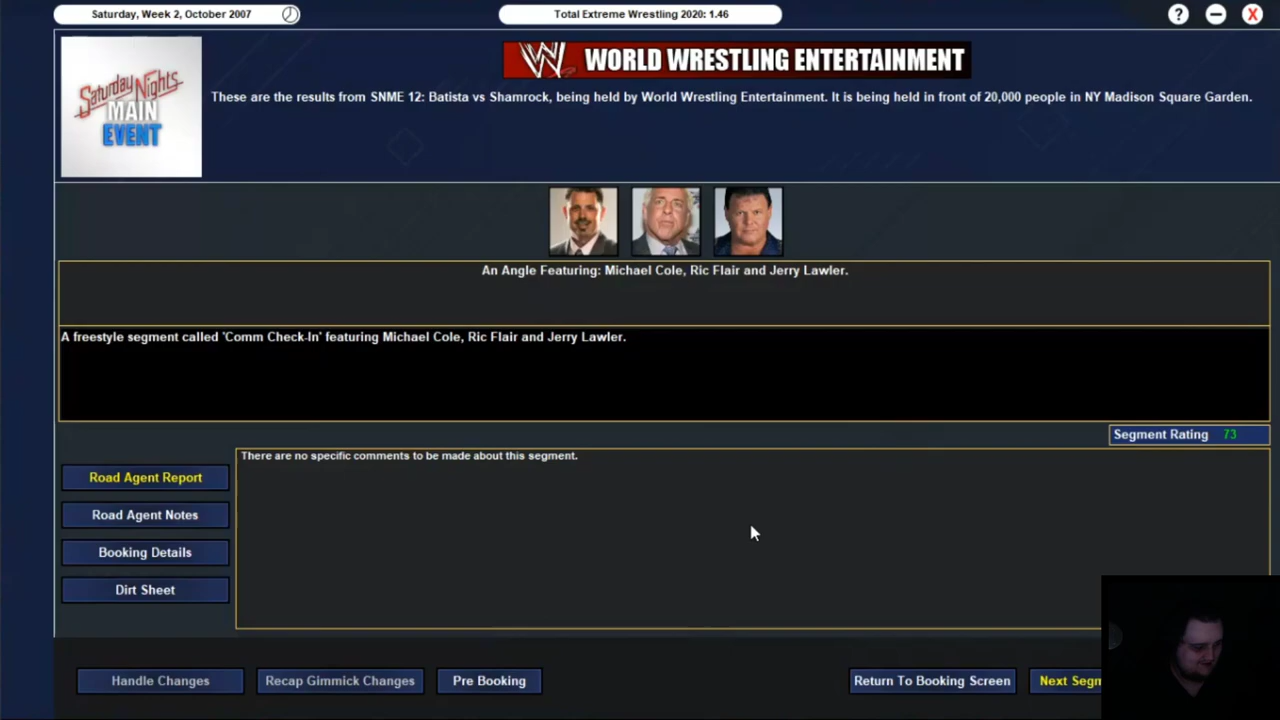 Saturday, Week 2, October 2007
Total Extreme Wrestling 2020: 1.46
?
X
Saturday Night's
MAIN
EVENT
W WORLD WRESTLING ENTERTAINMENT
These are the results from SNME 12: Batista vs Shamrock, being held by World Wrestling Entertainment. It is being held in front of 20,000 people in NY Madison Square Garden.
An Angle Featuring: Michael Cole, Ric Flair and Jerry Lawler.
A freestyle segment called 'Comm Check-In' featuring Michael Cole, Ric Flair and Jerry Lawler.
Segment Rating 73
Road Agent Report
There are no specific comments to be made about this segment.
Road Agent Notes
Booking Details
Dirt Sheet
Handle Changes
Recap Gimmick Changes
Pre Booking
Return To Booking Screen
Next Segm